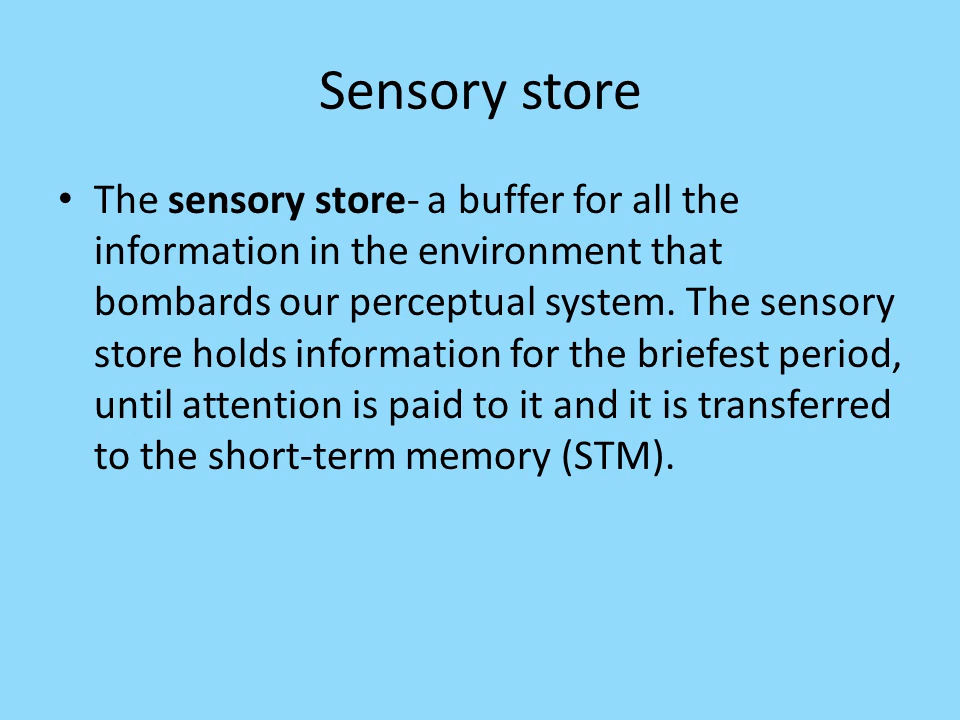 Sensory store
• The sensory store- a buffer for all the
information in the environment that
bombards our perceptual system. The sensory
store holds information for the briefest period,
until attention is paid to it and it is transferred
to the short-term memory (STM).